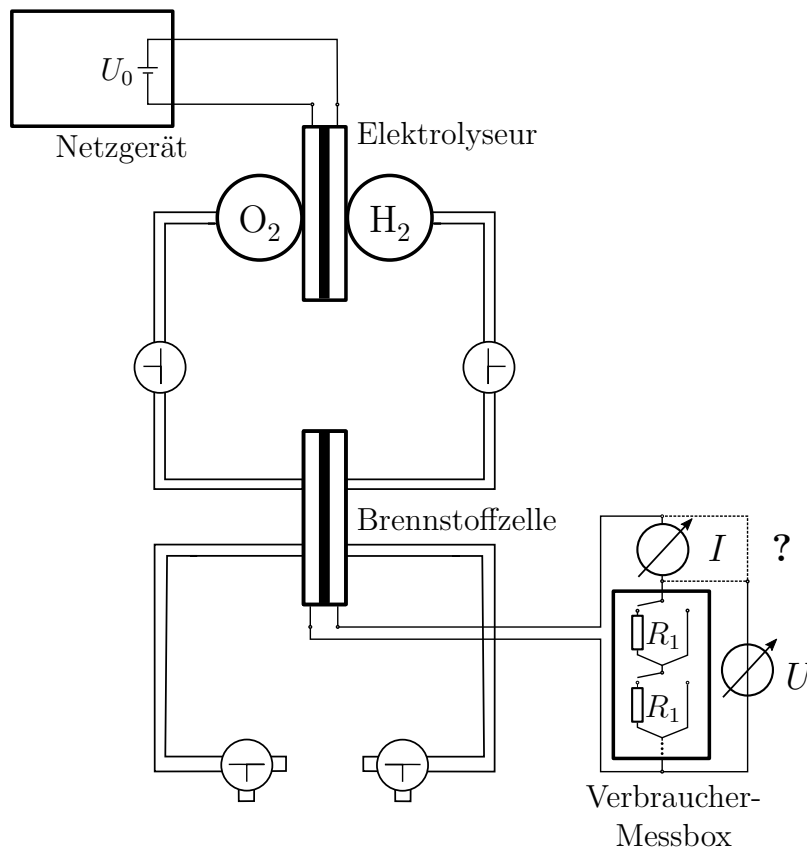 U₀
Netzgerät
Elektrolyseur
O₂
H₂
Brennstoffzelle
I
?
R₁
U
R₁
Verbraucher-
Messbox